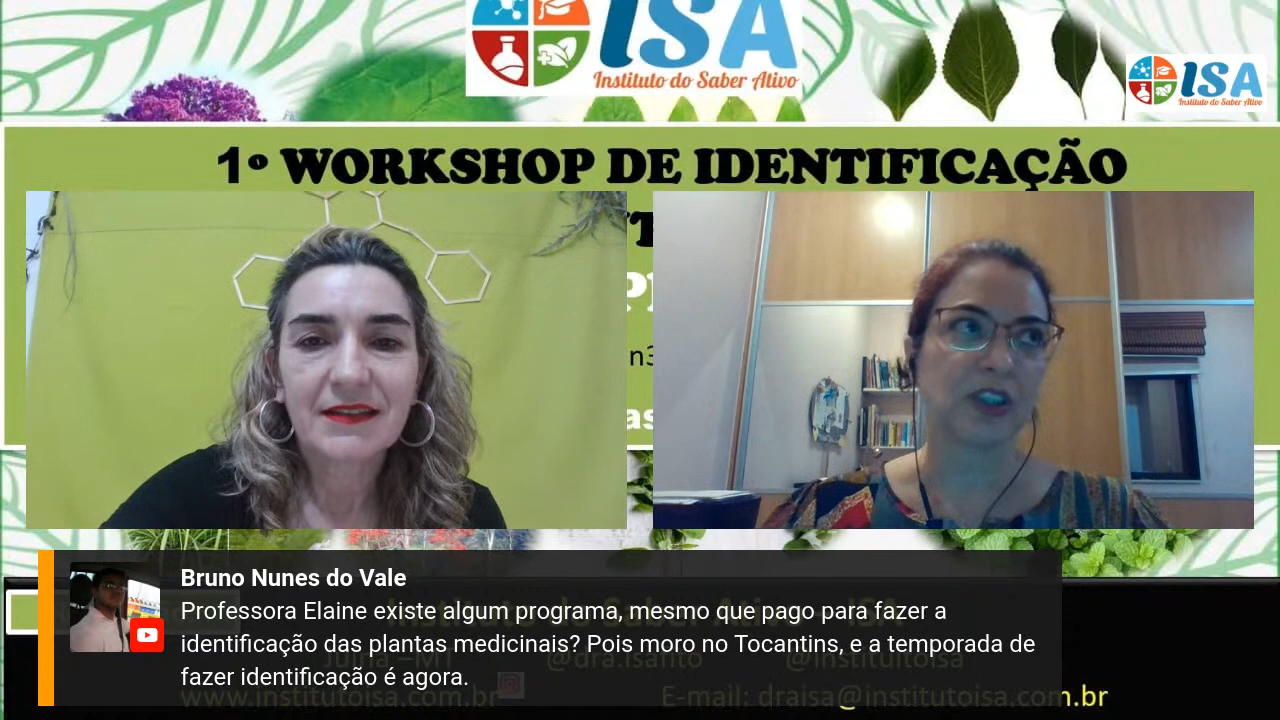 ISA
Instituto do Saber Ativo
ISA
Instituto do Saber Ativo
1º WORKSHOP DE IDENTIFICAÇÃO
Bruno Nunes do Vale
Professora Elaine existe algum programa, mesmo que pago para fazer a
identificação das plantas medicinais? Pois moro no Tocantins, e a temporada de
fazer identificação é agora.
@dra.isafito
www.institutoisa.com.br
E-mail: draisa@institutoisa.com.br